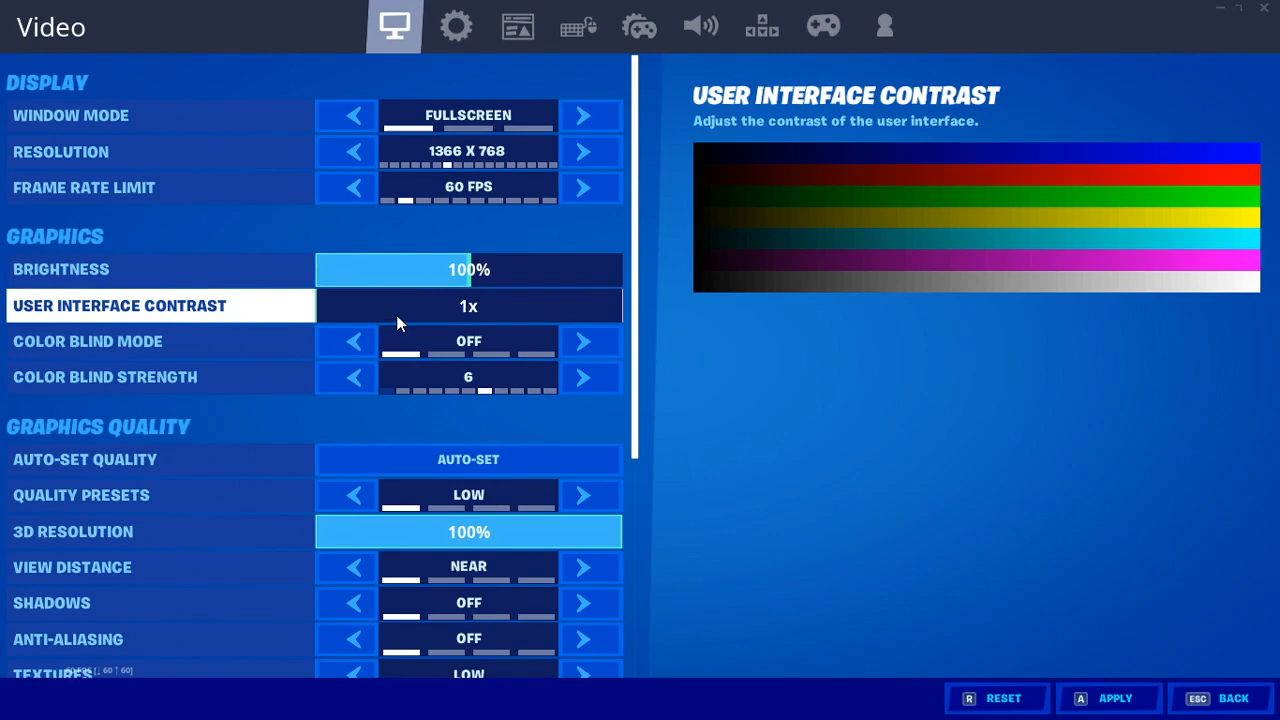 Video
DISPLAY
WINDOW MODE
FULLSCREEN
RESOLUTION
1366 X 768
FRAME RATE LIMIT
60 FPS
GRAPHICS
BRIGHTNESS
100%
USER INTERFACE CONTRAST
1x
COLOR BLIND MODE
OFF
COLOR BLIND STRENGTH
6
GRAPHICS QUALITY
AUTO-SET QUALITY
AUTO-SET
QUALITY PRESETS
LOW
3D RESOLUTION
100%
VIEW DISTANCE
NEAR
SHADOWS
OFF
ANTI-ALIASING
OFF
TEXTURES
LOW
USER INTERFACE CONTRAST
Adjust the contrast of the user interface.
R RESET
A APPLY
ESC BACK